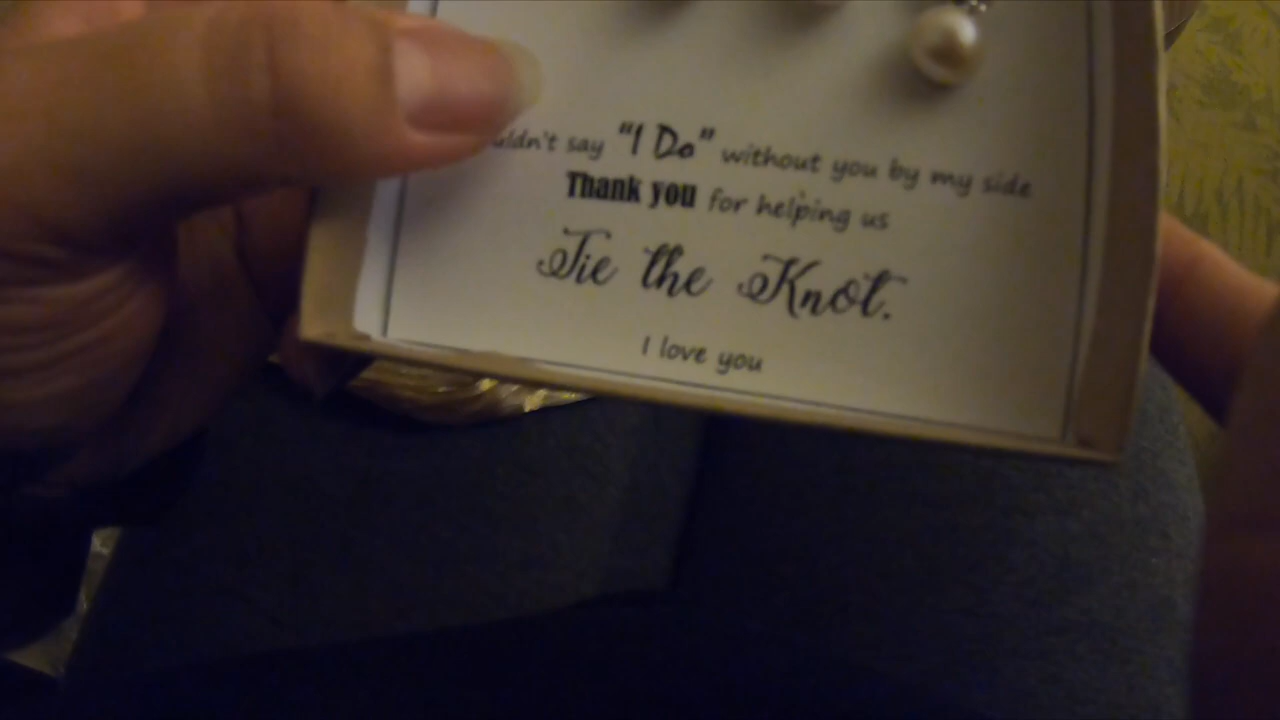 say "I Do" without you by my side
Thank you for helping us
Tie the Knot.
I love you